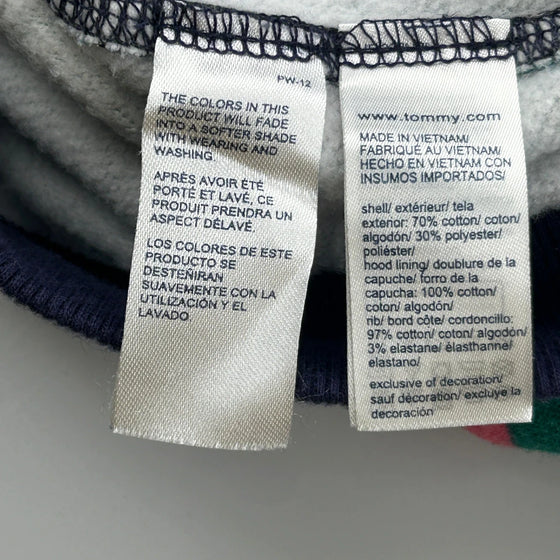 PW-12
THE COLORS IN THIS
PRODUCT WILL FADE
INTO A SOFTER SHADE
WITH WEARING AND
WASHING.
APRÈS AVOIR ÉTÉ
PORTÉ ET LAVÉ, CE
PRODUIT PRENDRA UN
ASPECT DÉLAVÉ.
LOS COLORES DE ESTE
PRODUCTO SE
DESTEÑIRAN
SUAVEMENTE CON LA
UTILIZACIÓN Y EL
LAVADO
www.tommy.com
MADE IN VIETNAM/
FABRIQUÉ AU VIETNAM/
HECHO EN VIETNAM CON
INSUMOS IMPORTADOS/
shell/ extérieur/ tela
exterior: 70% cotton/ coton/
algodón/ 30% polyester/
poliéster/
hood lining/ doublure de la
capuche/ forro de la
capucha: 100% cotton/
coton/ algodón/
rib/ bord côte/ cordoncillo:
97% cotton/ coton/ algodón/
3% elastane/ élasthanne/
elastano/
exclusive of decoration/
sauf décoration/ excluye la
decoración